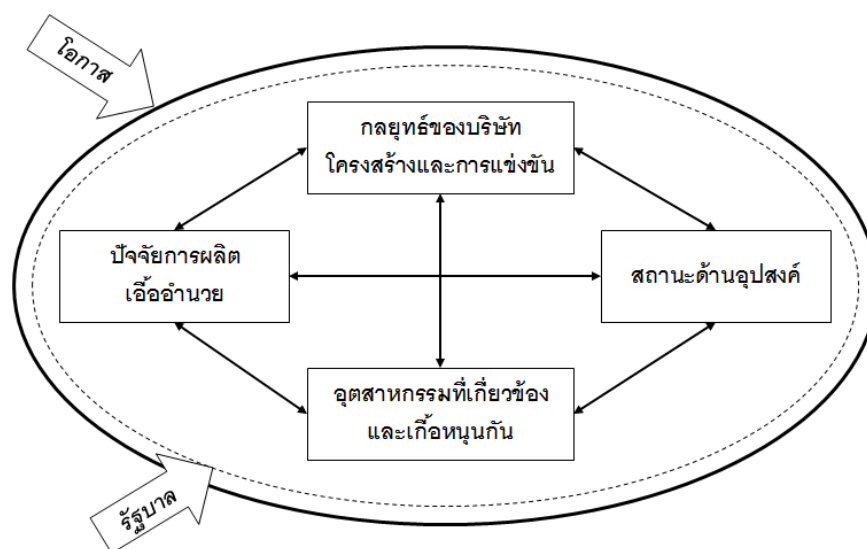 โอกาส
กลยุทธ์ของบริษัท
โครงสร้างและการแข่งขัน
ปัจจัยการผลิต
เอื้ออำนวย
สถานะด้านอุปสงค์
อุตสาหกรรมที่เกี่ยวข้อง
และเกื้อหนุนกัน
รัฐบาล